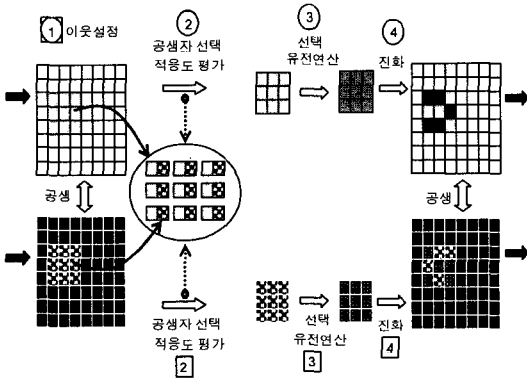 1 이웃설정
2
공생자 선택
적응도 평가
3
선택
유전연산
4
진화
공생
공생
공생자 선택
적응도 평가
2
선택
유전연산
3
진화
4